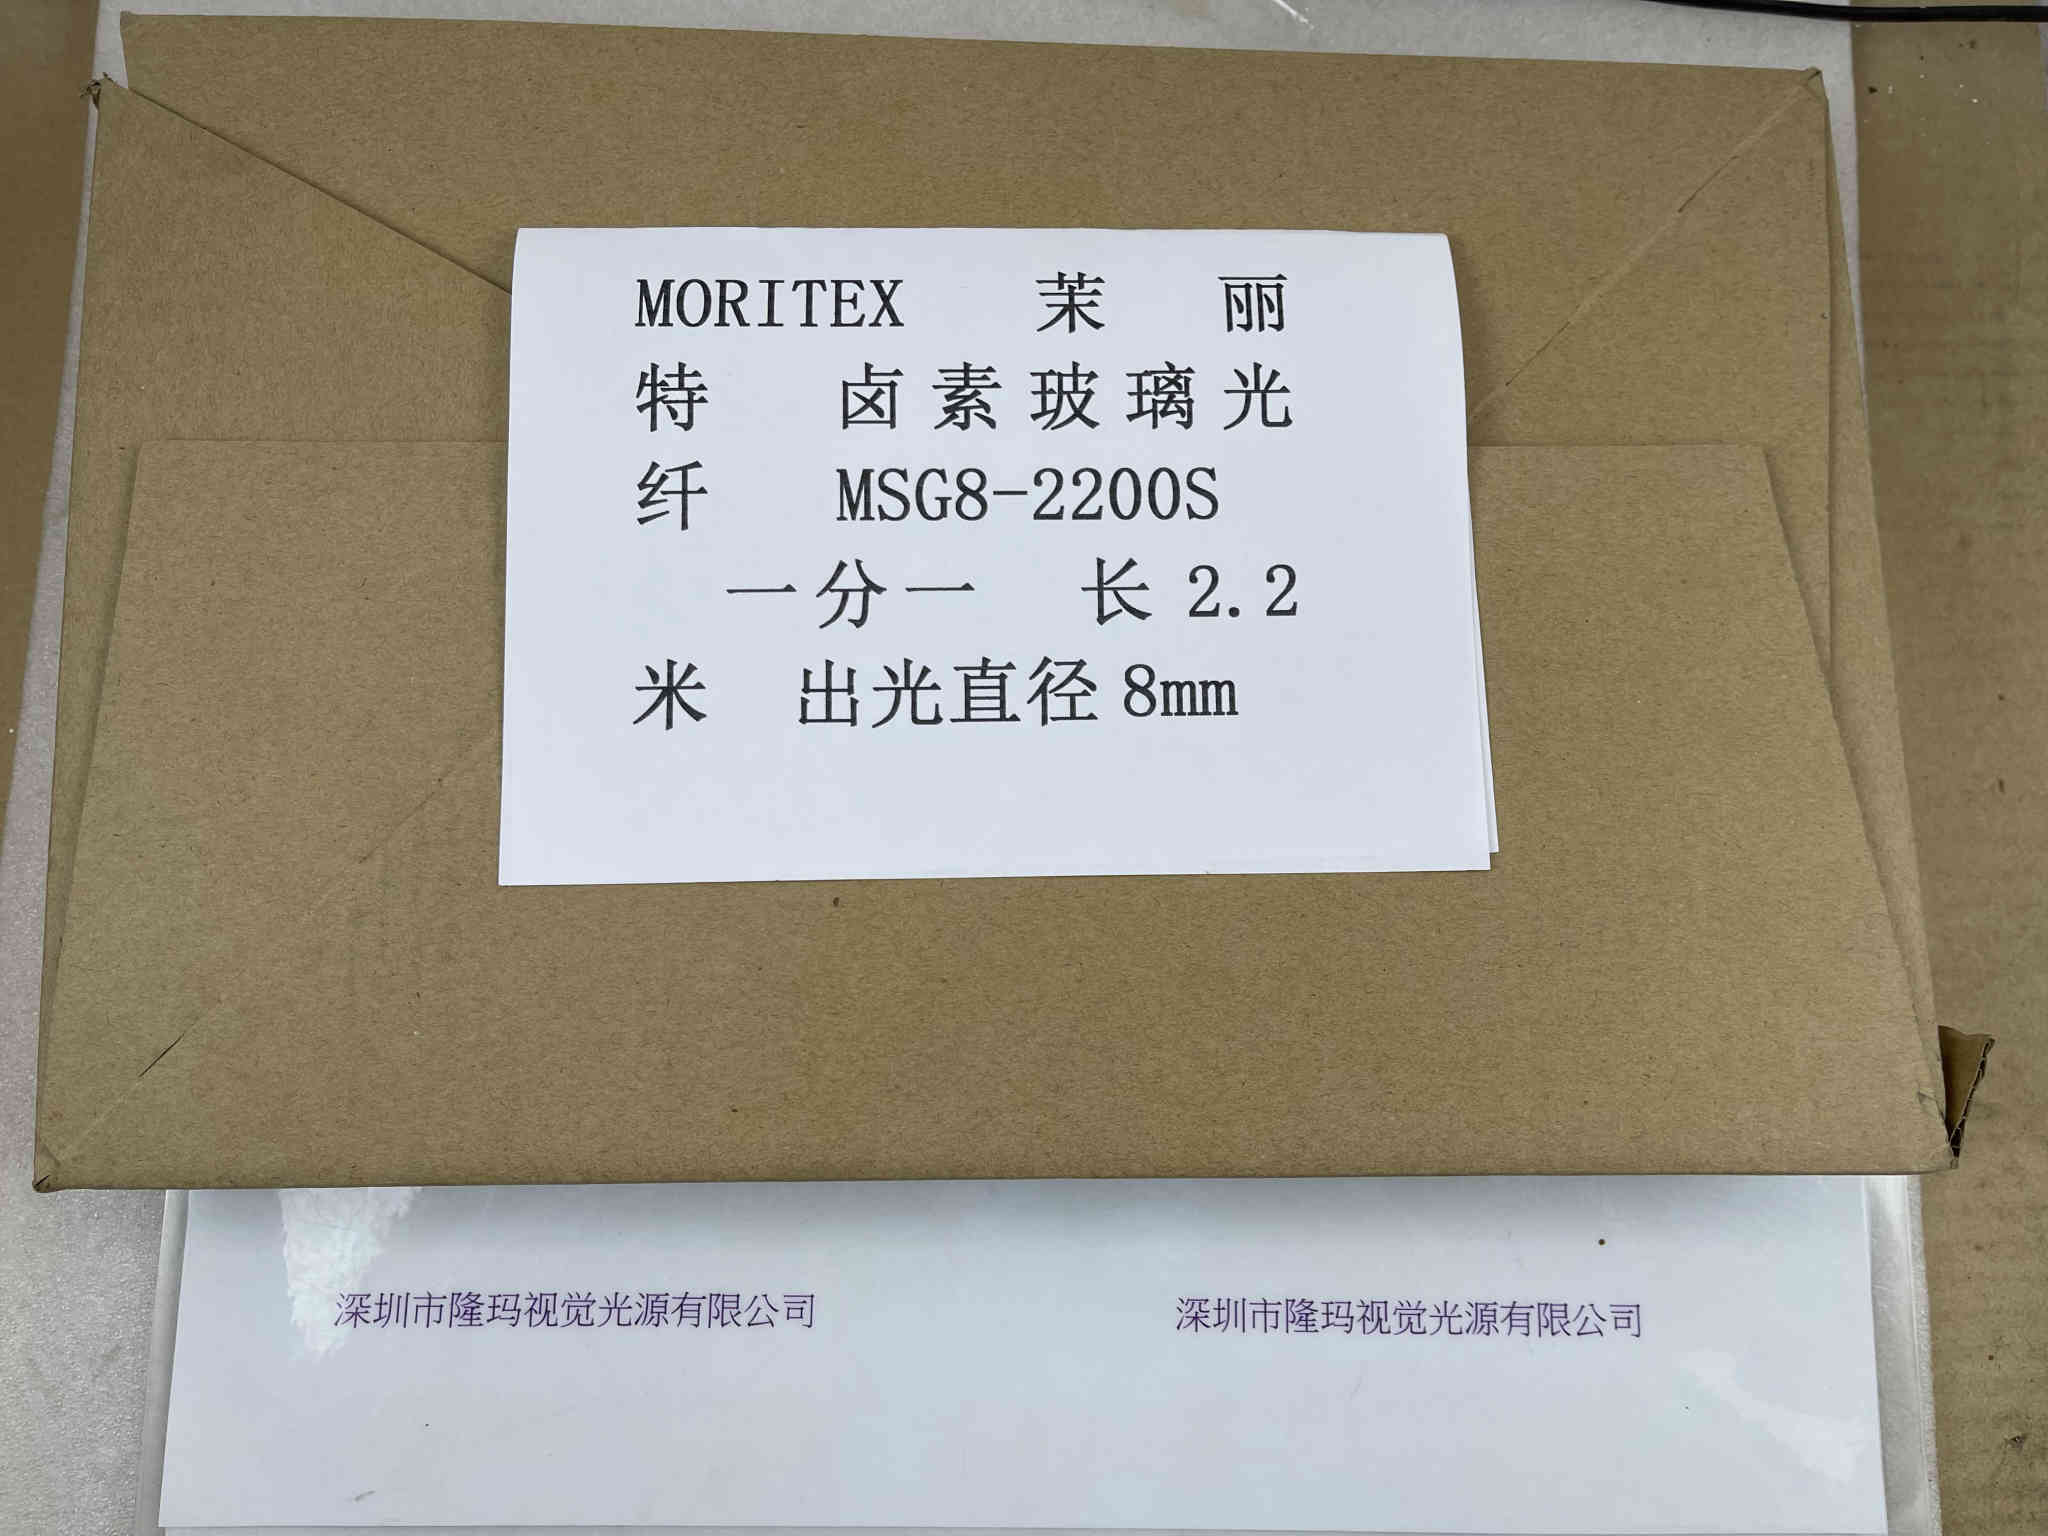 MORITEX 茉 丽
特 卤素玻璃光
纤 MSG8-2200S
一分一 长 2.2
米 出光直径 8mm
深圳市隆玛视觉光源有限公司 深圳市隆玛视觉光源有限公司